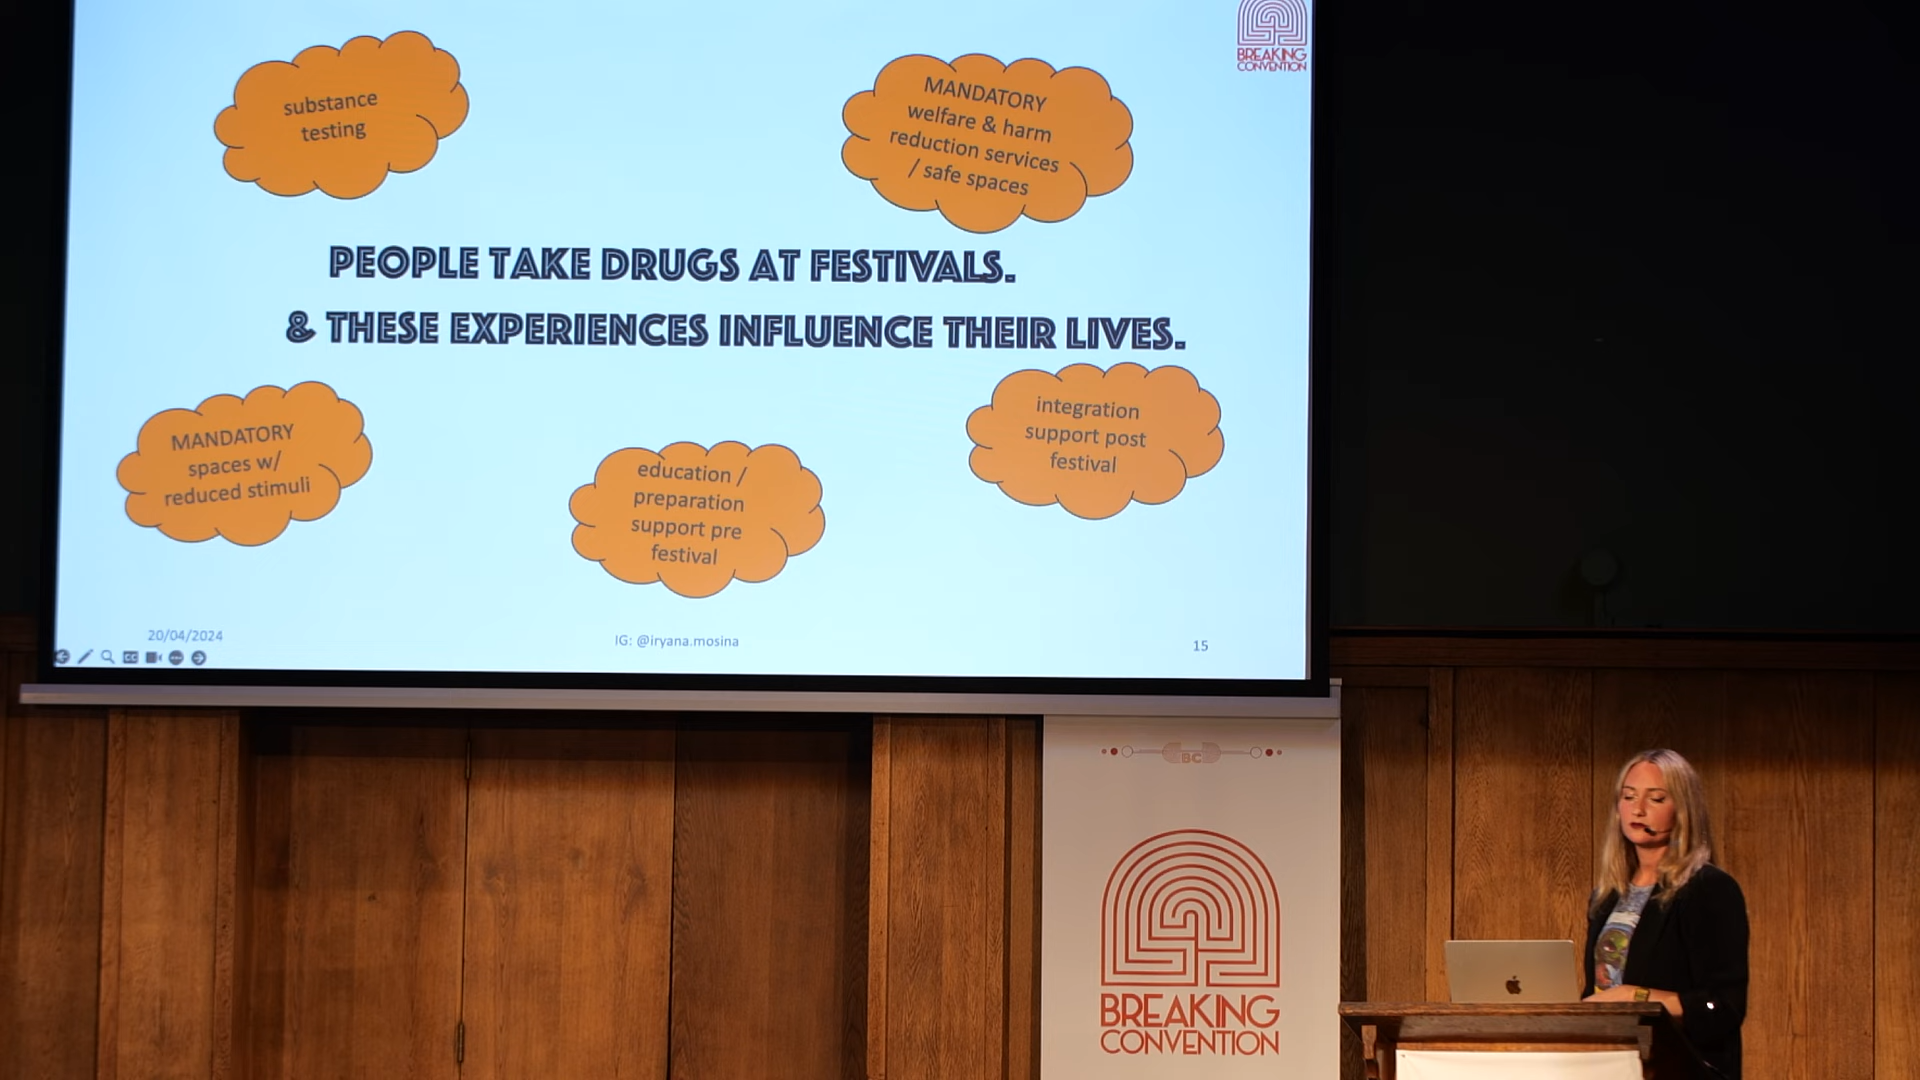 BREAKING
CONVENTION
substance
testing
MANDATORY
welfare & harm
reduction services
/ safe spaces
PEOPLE TAKE DRUGS AT FESTIVALS.
& THESE EXPERIENCES INFLUENCE THEIR LIVES.
MANDATORY
spaces w/
reduced stimuli
education /
preparation
support pre
festival
integration
support post
festival
20/04/2024
IG: @iryana.mosina
15
CC
BC
BREAKING
CONVENTION